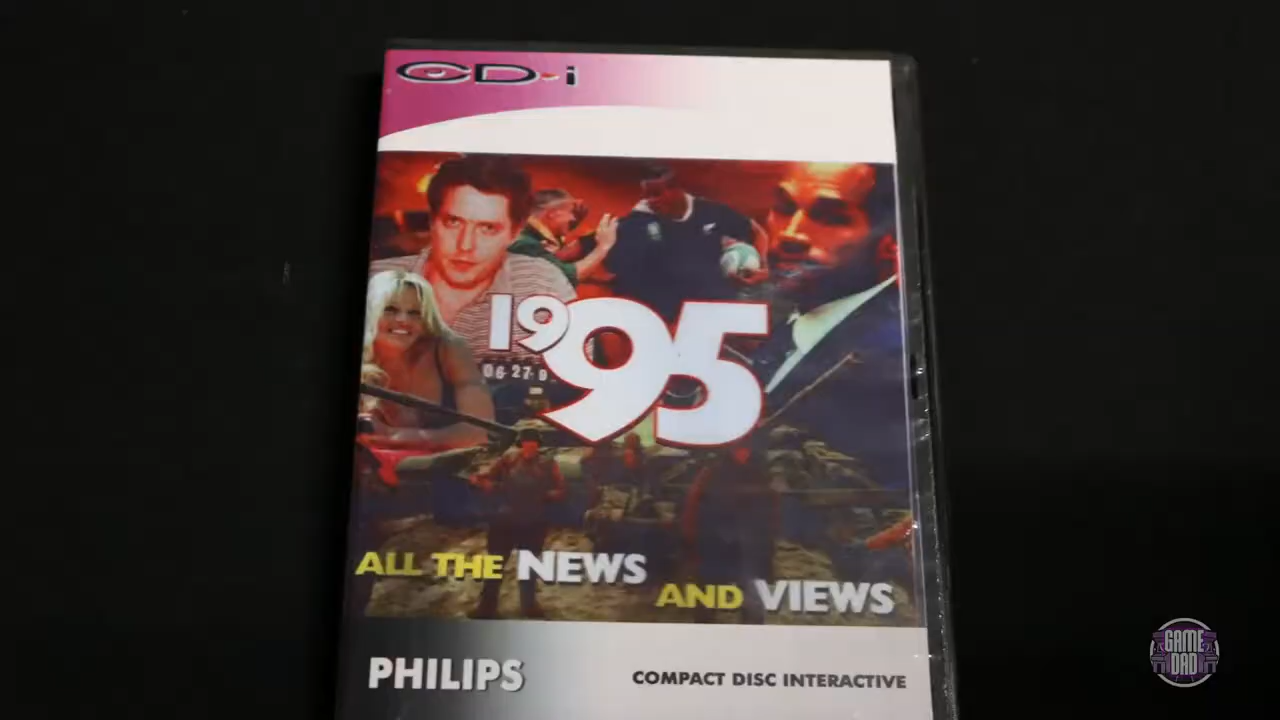 CD-i
1995
06·27·9
ALL THE NEWS
AND VIEWS
PHILIPS
COMPACT DISC INTERACTIVE
GAME
DAD